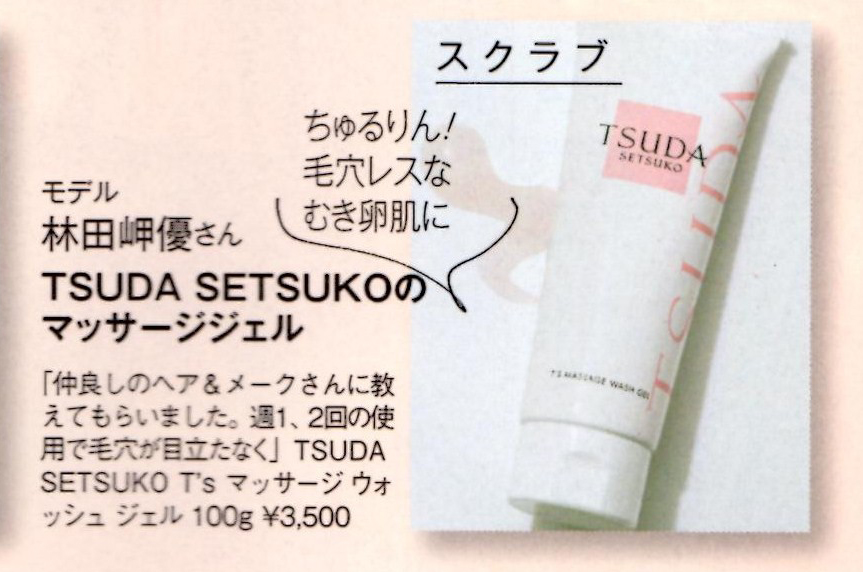 スクラブ
ちゅるりん!
毛穴レスな
むき卵肌に
モデル
林田岬優さん
TSUDA SETSUKOの
マッサージジェル
「仲良しのヘア＆メークさんに教
えてもらいました。週1、2回の使
用で毛穴が目立たなく」TSUDA
SETSUKO T's マッサージ ウォ
ッシュ ジェル 100g ¥3,500
TSUDA
SETSUKO
TSUDA
T'S MASSAGE WASH GEL